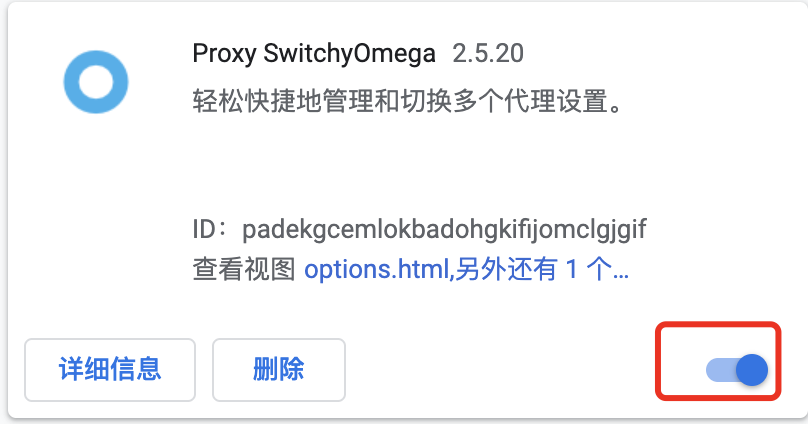 Proxy SwitchyOmega 2.5.20
轻松快捷地管理和切换多个代理设置。
ID：padekgcemlokbadohgkifijomclgjgif
查看视图 options.html,另外还有 1 个…
详细信息 删除